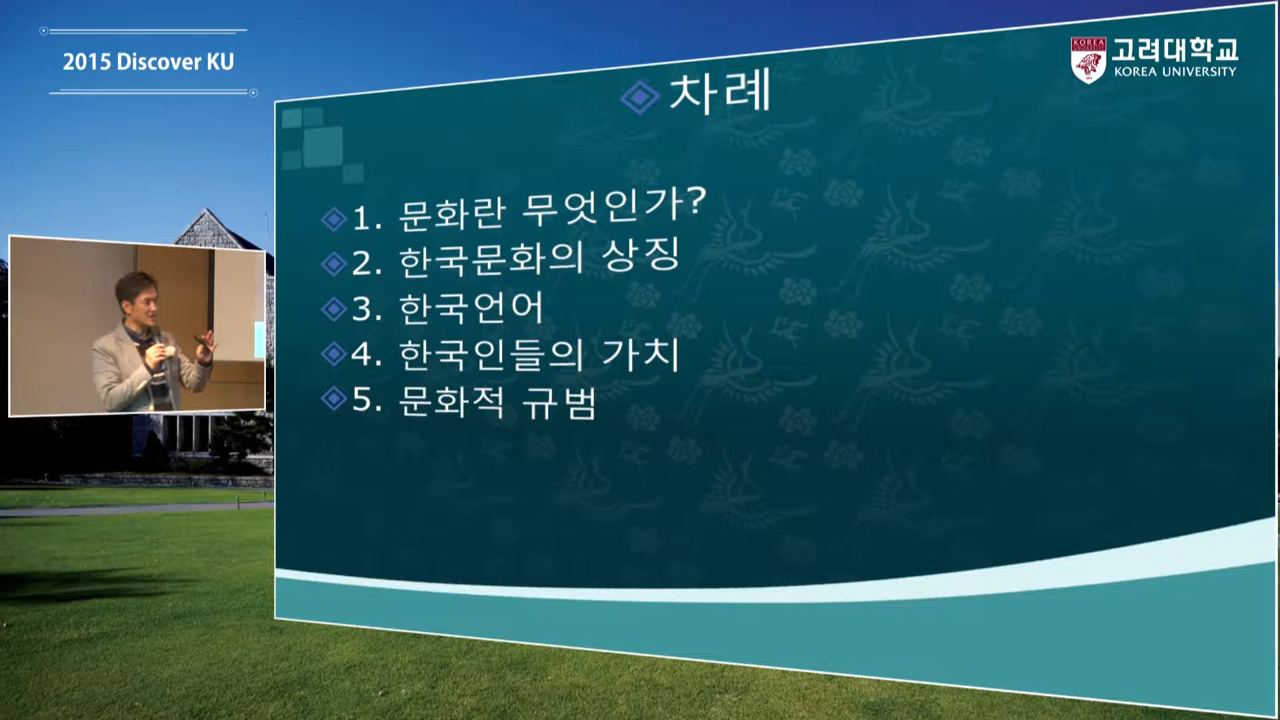 2015 Discover KU
고려대학교
KOREA UNIVERSITY
차례
1. 문화란 무엇인가?
2. 한국문화의 상징
3. 한국언어
4. 한국인들의 가치
5. 문화적 규범